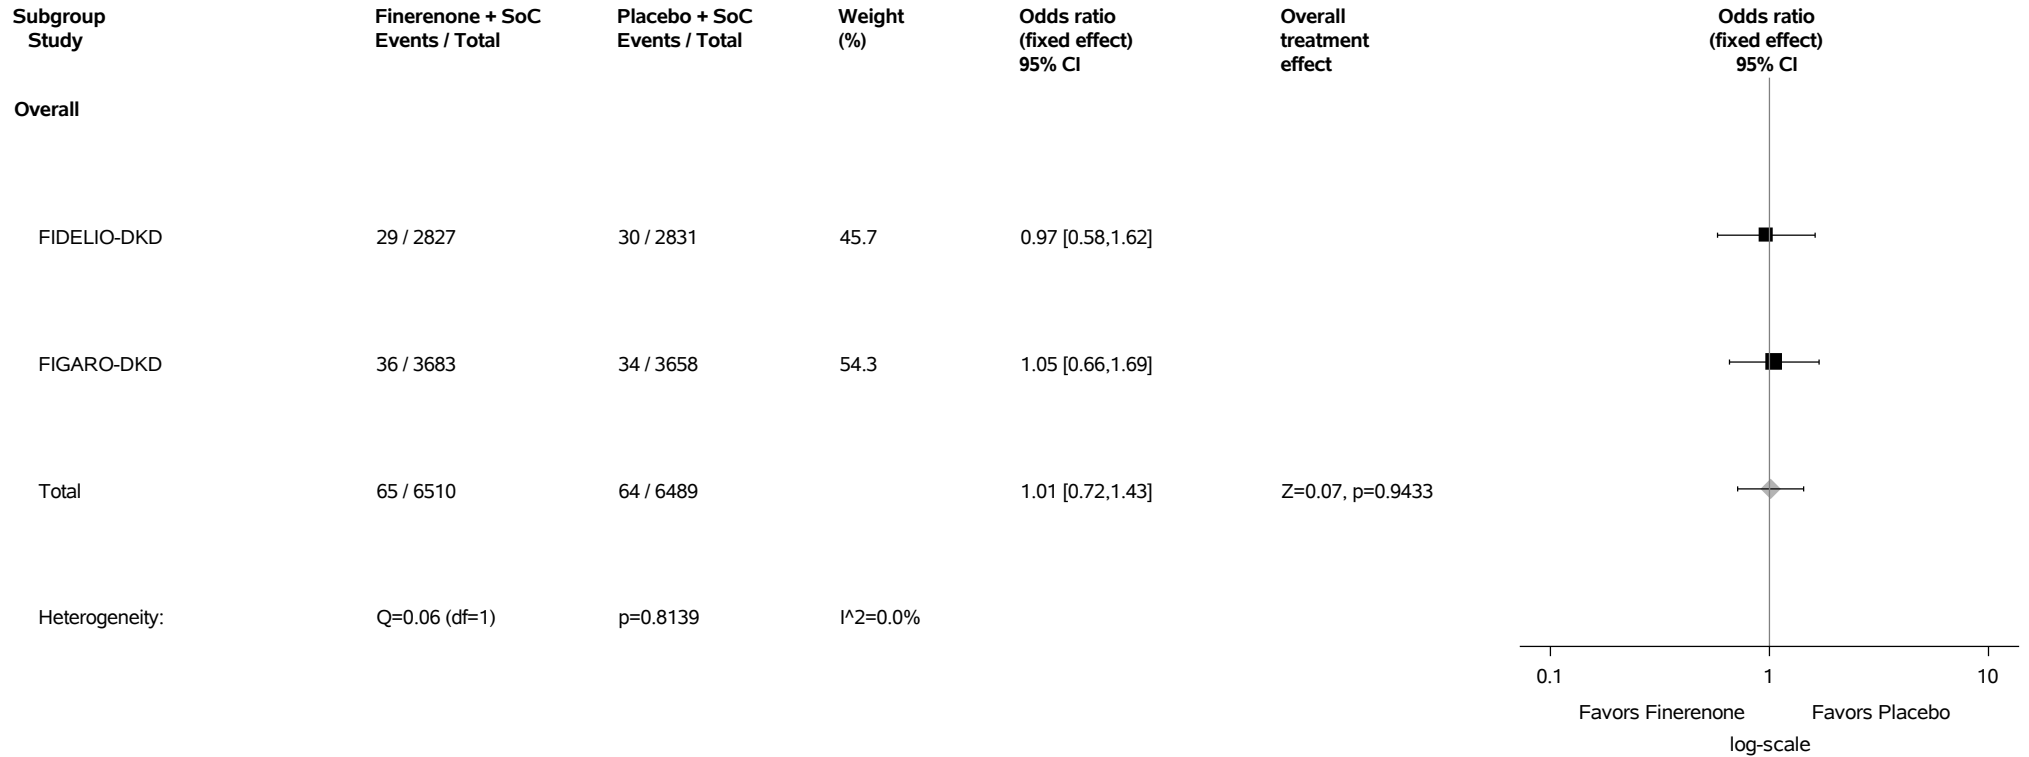 Subgroup Finerenone + SoC Placebo + SoC Weight Odds ratio Overall Odds ratio
Study Events / Total Events / Total (%) (fixed effect) treatment (fixed effect)
95% CI effect 95% CI
Overall
FIDELIO-DKD 29 / 2827 30 / 2831 45.7 0.97 [0.58,1.62]
FIGARO-DKD 36 / 3683 34 / 3658 54.3 1.05 [0.66,1.69]
Total 65 / 6510 64 / 6489 1.01 [0.72,1.43] Z=0.07, p=0.9433
Heterogeneity: Q=0.06 (df=1) p=0.8139 I^2=0.0%
0.1 1 10
Favors Finerenone Favors Placebo
log-scale